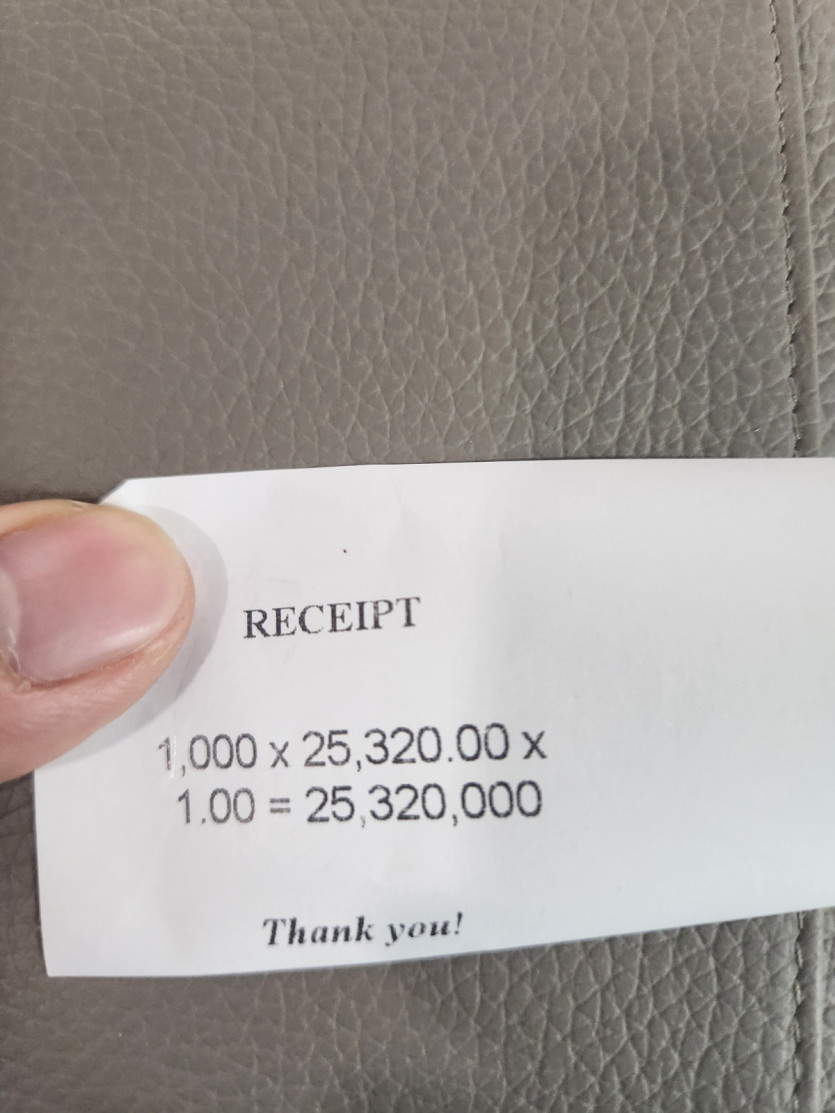 RECEIPT
1,000 x 25,320.00 x
1.00 = 25,320,000
Thank you!